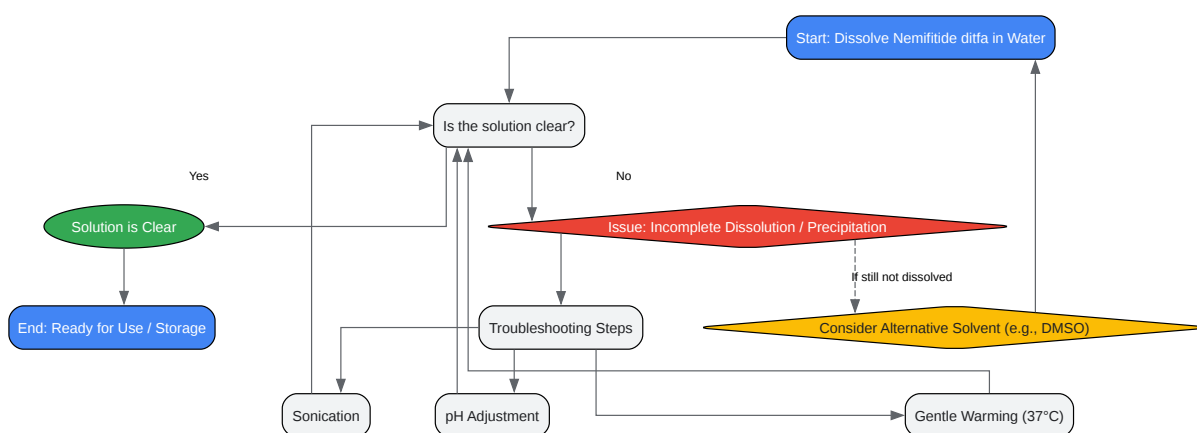 Start: Dissolve Nemifitide ditfa in Water
Is the solution clear?
Yes
No
Solution is Clear
Issue: Incomplete Dissolution / Precipitation
If still not dissolved
End: Ready for Use / Storage
Troubleshooting Steps
Consider Alternative Solvent (e.g., DMSO)
Sonication
pH Adjustment
Gentle Warming (37°C)